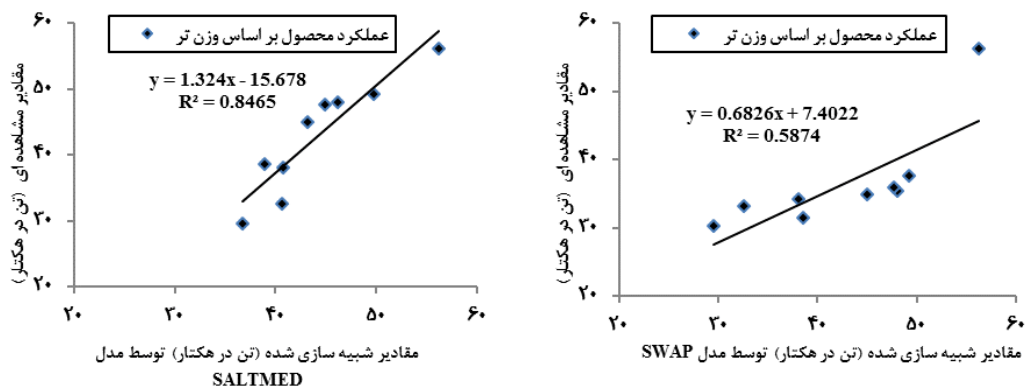 عملکرد محصول بر اساس وزن تر
y = 1.324x - 15.678
R² = 0.8465
مقادیر مشاهده ای (تن در هکتار)
۶۰
۵۰
۴۰
۳۰
۲۰
۲۰ ۳۰ ۴۰ ۵۰ ۶۰
مقادیر شبیه سازی شده (تن در هکتار) توسط مدل
SALTMED
عملکرد محصول بر اساس وزن تر
y = 0.6826x + 7.4022
R² = 0.5874
مقادیر مشاهده ای (تن در هکتار)
۶۰
۵۰
۴۰
۳۰
۲۰
۲۰ ۳۰ ۴۰ ۵۰ ۶۰
مقادیر شبیه سازی شده (تن در هکتار) توسط مدل SWAP